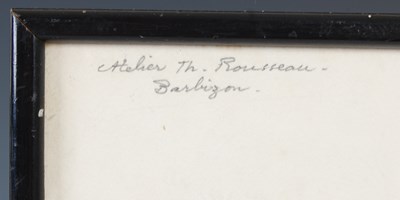 Atelier Th. Rousseau -
Barbizon.